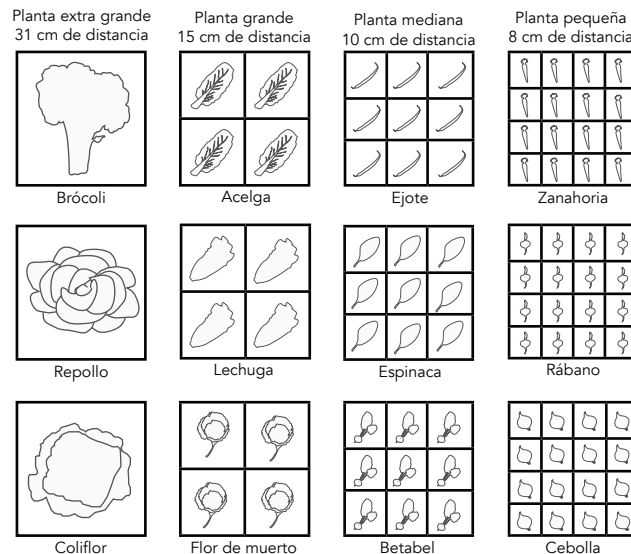 Planta extra grande
31 cm de distancia
Planta grande
15 cm de distancia
Planta mediana
10 cm de distancia
Planta pequeña
8 cm de distancia
Brócoli
Acelga
Ejote
Zanahoria
Repollo
Lechuga
Espinaca
Rábano
Coliflor
Flor de muerto
Betabel
Cebolla